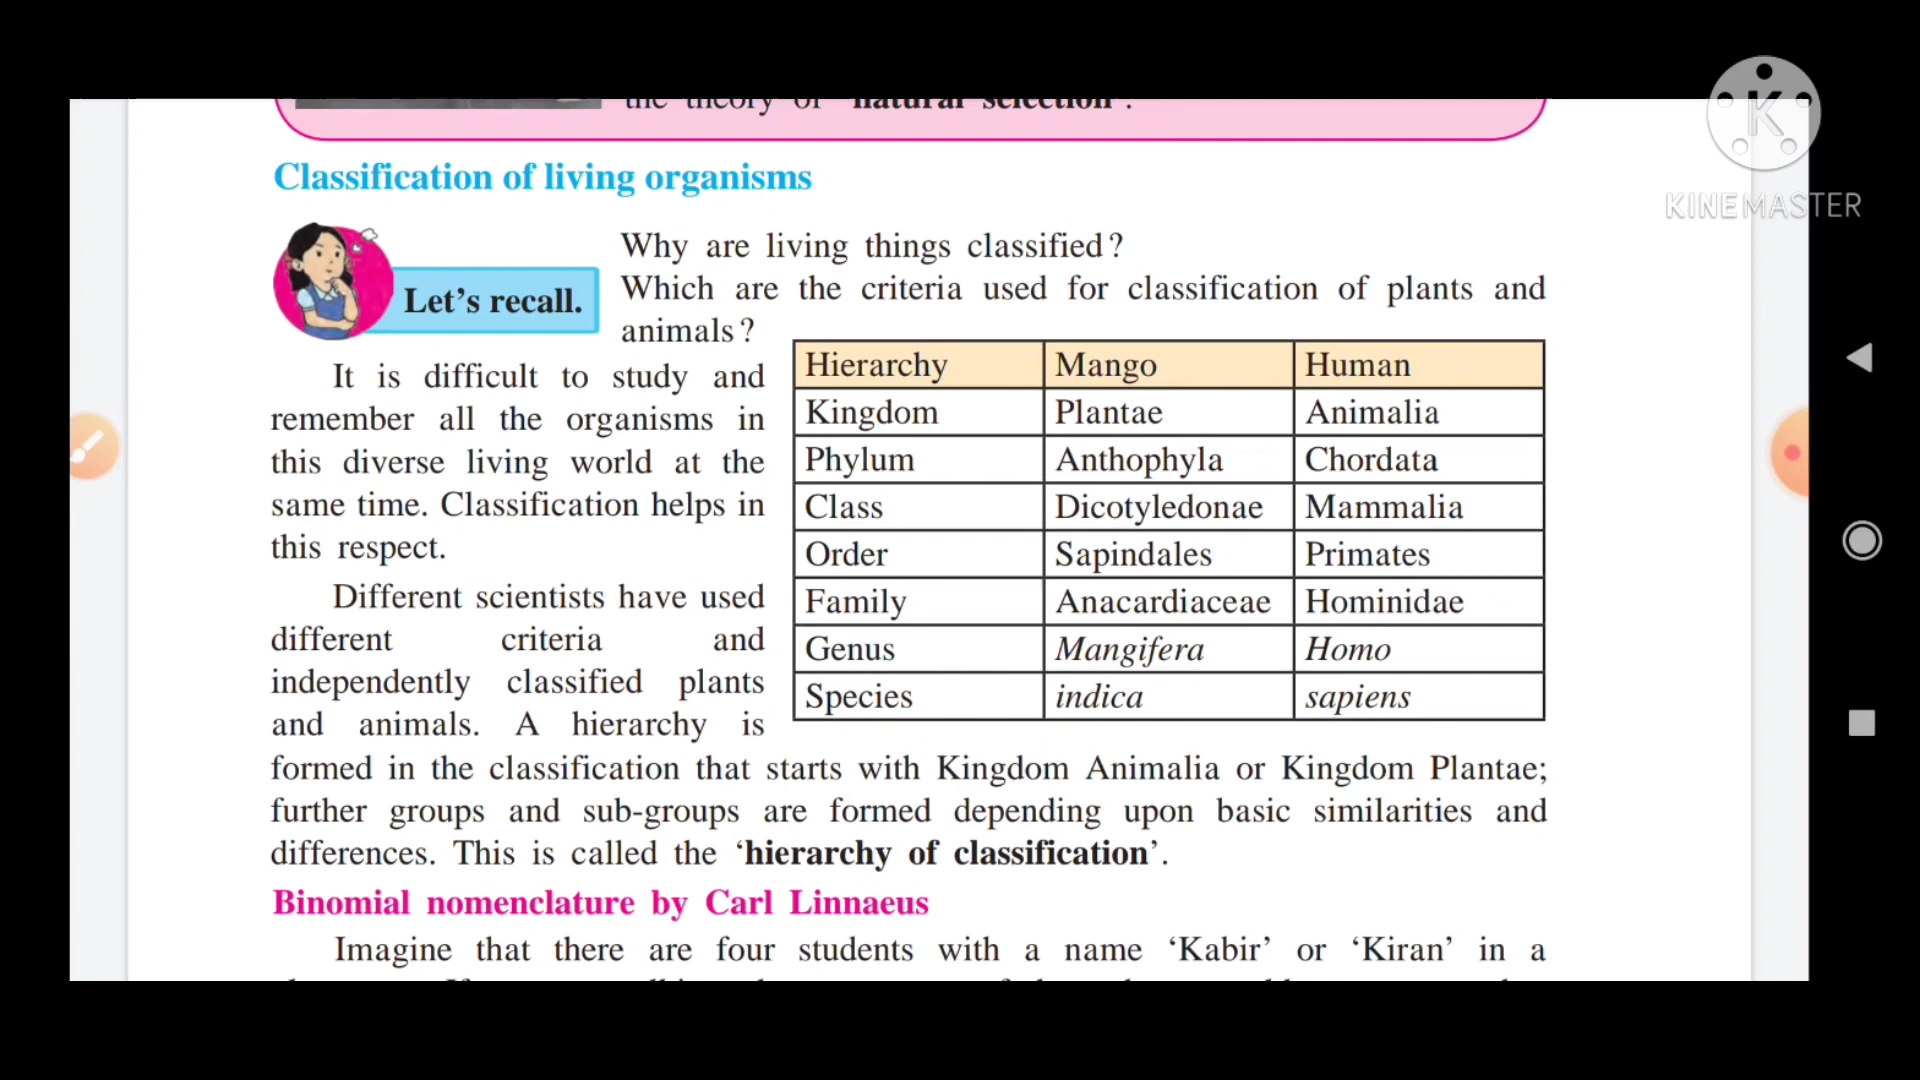 the theory of 'natural selection'.
K
KINEMASTER
Classification of living organisms
Let's recall.
Why are living things classified?
Which are the criteria used for classification of plants and
animals?
It is difficult to study and
remember all the organisms in
this diverse living world at the
same time. Classification helps in
this respect.
Different scientists have used
different criteria and
independently classified plants
and animals. A hierarchy is
Hierarchy Mango Human
Kingdom Plantae Animalia
Phylum Anthophyla Chordata
Class Dicotyledonae Mammalia
Order Sapindales Primates
Family Anacardiaceae Hominidae
Genus Mangifera Homo
Species indica sapiens
formed in the classification that starts with Kingdom Animalia or Kingdom Plantae;
further groups and sub-groups are formed depending upon basic similarities and
differences. This is called the ‘hierarchy of classification’.
Binomial nomenclature by Carl Linnaeus
Imagine that there are four students with a name ‘Kabir’ or ‘Kiran’ in a